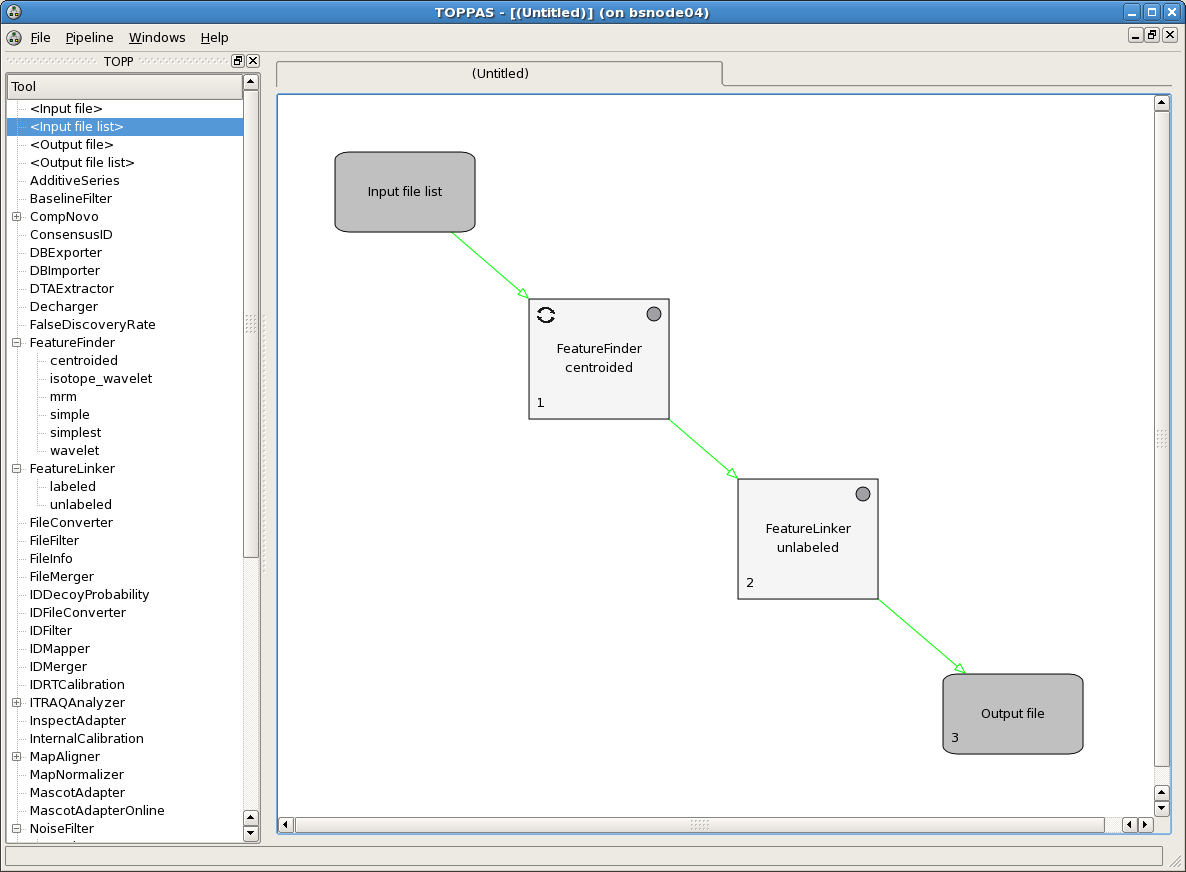 TOPPAS - [(Untitled)] (on bsnode04)
File Pipeline Windows Help
TOPP
Tool
<Input file>
<Input file list>
<Output file>
<Output file list>
AdditiveSeries
BaselineFilter
CompNovo
ConsensusID
DBExporter
DBImporter
DTAExtractor
Decharger
FalseDiscoveryRate
FeatureFinder
centroided
isotope_wavelet
mrm
simple
simplest
wavelet
FeatureLinker
labeled
unlabeled
FileConverter
FileFilter
FileInfo
FileMerger
IDDecoyProbability
IDFileConverter
IDFilter
IDMapper
IDMerger
IDRTCalibration
ITRAQAnalyzer
InspectAdapter
InternalCalibration
MapAligner
MapNormalizer
MascotAdapter
MascotAdapterOnline
NoiseFilter
(Untitled)
Input file list
FeatureFinder
centroided
1
FeatureLinker
unlabeled
2
Output file
3